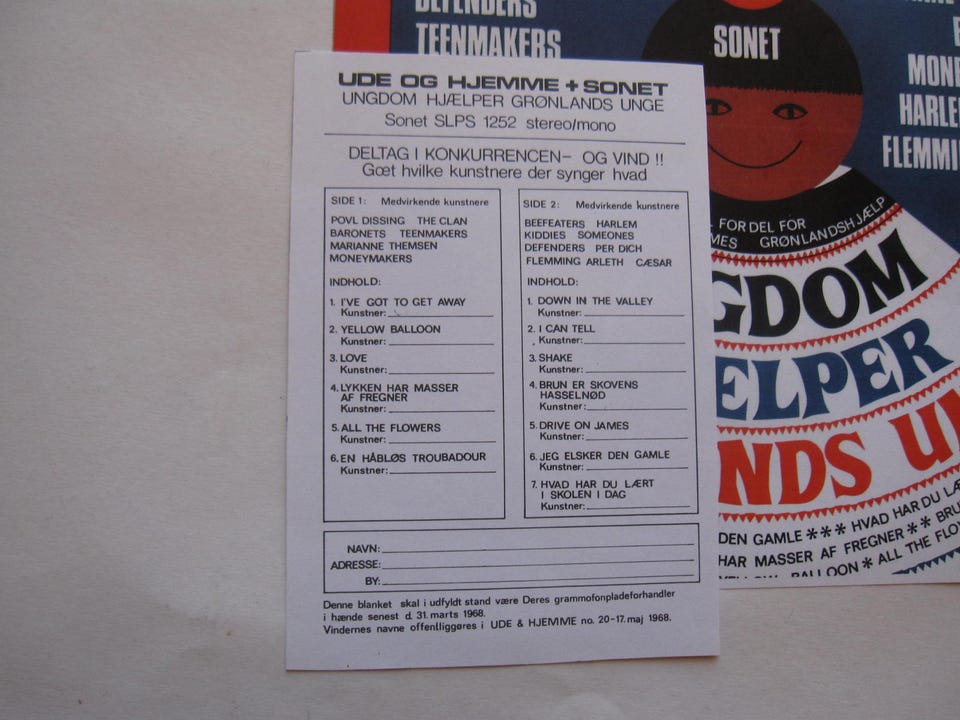 UDE OG HJEMME + SONET
UNGDOM HJÆLPER GRØNLANDS UNGE
Sonet SLPS 1252 stereo/mono
DELTAG I KONKURRENCEN- OG VIND !!
Gæt hvilke kunstnere der synger hvad
SIDE 1: Medvirkende kunstnere
POVL DISSING THE CLAN
BARONETS TEENMAKERS
MARIANNE THEMSEN
MONEYMAKERS
INDHOLD:
1. I'VE GOT TO GET AWAY
Kunstner:
2. YELLOW BALLOON
Kunstner:
3. LOVE
Kunstner:
4. LYKKEN HAR MASSER
AF FREGNER
Kunstner:
5. ALL THE FLOWERS
Kunstner:
6. EN HÅBLØS TROUBADOUR
Kunstner:
SIDE 2: Medvirkende kunstnere
BEEFEATERS HARLEM
KIDDIES SOMEONES
DEFENDERS PER DICH
FLEMMING ARLETH CÆSAR
INDHOLD:
1. DOWN IN THE VALLEY
Kunstner:
2. I CAN TELL
Kunstner:
3. SHAKE
Kunstner:
4. BRUN ER SKOVENS
HASSELNØD
Kunstner:
5. DRIVE ON JAMES
Kunstner:
6. JEG ELSKER DEN GAMLE
Kunstner:
7. HVAD HAR DU LÆRT
I SKOLEN I DAG
Kunstner:
NAVN:
ADRESSE:
BY:
Denne blanket skal i udfyldt stand være Deres grammofonpladeforhandler
i hænde senest d. 31. marts 1968.
Vindernes navne offentliggøres i UDE & HJEMME no. 20-17. maj 1968.
DEFENDERS
TEENMAKERS
SONET
MONE
HARLE
FLEMMI
FOR DEL FOR
MES GRØNLANDSHJÆLP
GDOM
ELPER
NDS U
DEN GAMLE *** HVAD HAR DU LÆ
HAR MASSER AF FREGNER ** BRU
YELLOW BALLOON * ALL THE FLO